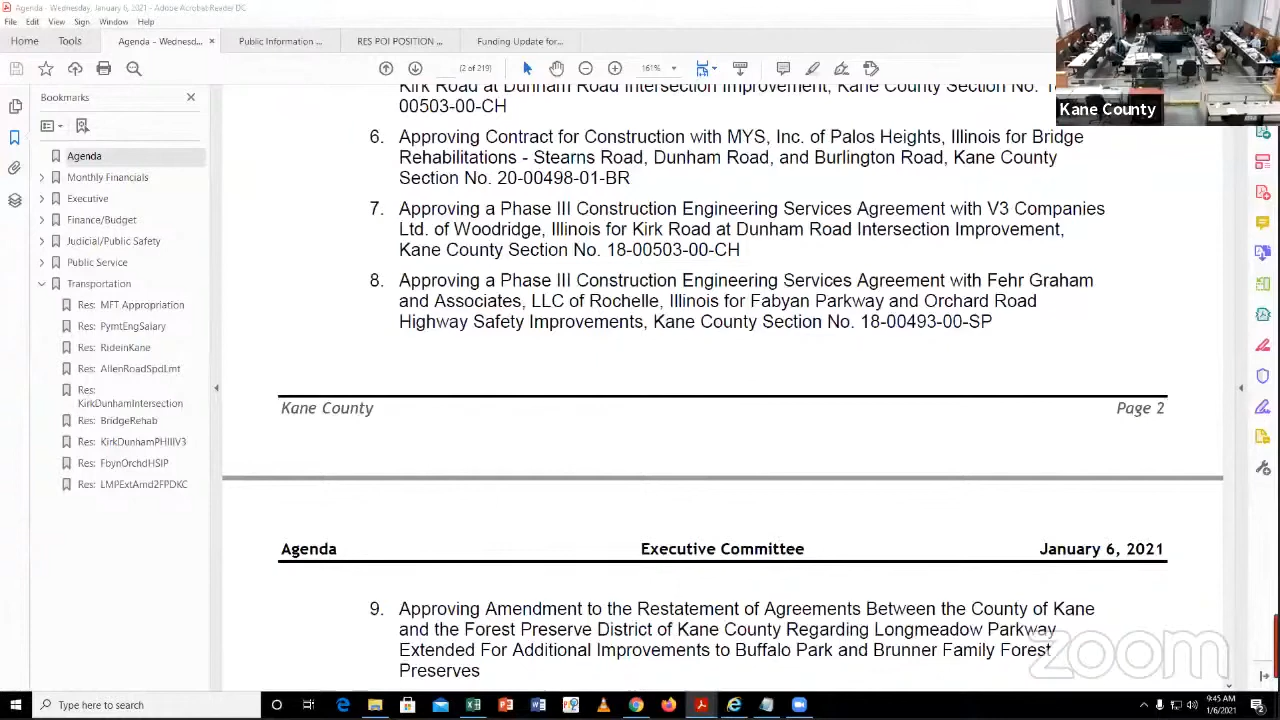 Agenda - Wednesday, January 6, 2021 - Adobe Acrobat Reader DC
File Edit View Sign Window Help
Home Tools Agenda - Wednesd... × Public Information ... RES POI POSITION ... Funding Update for...
(2 of 219) 161%
Bookmarks
Agenda
Monthly Financials
Executive
Finance/Budget
Judicial/Public Safety
Public Service
Transportation
Res: MFT Appropriation
Res: PymtEngSalary
Res: RideinKane
Res: AllenRoadSpdLmt
Res:
KirkDunhamIntersection
Res: BridgeRehab
Res: KirkDunhamPHIIIV3
Res: FbynOrchdHSIP
Res: LMPExtAmd2FPDKC
Kirk Road at Dunham Road Intersection Improvement, Kane County Section No.
00503-00-CH
6. Approving Contract for Construction with MYS, Inc. of Palos Heights, Illinois for Bridge
Rehabilitations - Stearns Road, Dunham Road, and Burlington Road, Kane County
Section No. 20-00498-01-BR
7. Approving a Phase III Construction Engineering Services Agreement with V3 Companies
Ltd. of Woodridge, Illinois for Kirk Road at Dunham Road Intersection Improvement,
Kane County Section No. 18-00503-00-CH
8. Approving a Phase III Construction Engineering Services Agreement with Fehr Graham
and Associates, LLC of Rochelle, Illinois for Fabyan Parkway and Orchard Road
Highway Safety Improvements, Kane County Section No. 18-00493-00-SP
Kane County Page 2
Agenda Executive Committee January 6, 2021
9. Approving Amendment to the Restatement of Agreements Between the County of Kane
and the Forest Preserve District of Kane County Regarding Longmeadow Parkway
Extended For Additional Improvements to Buffalo Park and Brunner Family Forest
Preserves
Kane County
zoom
Type here to search
9:45 AM
1/6/2021